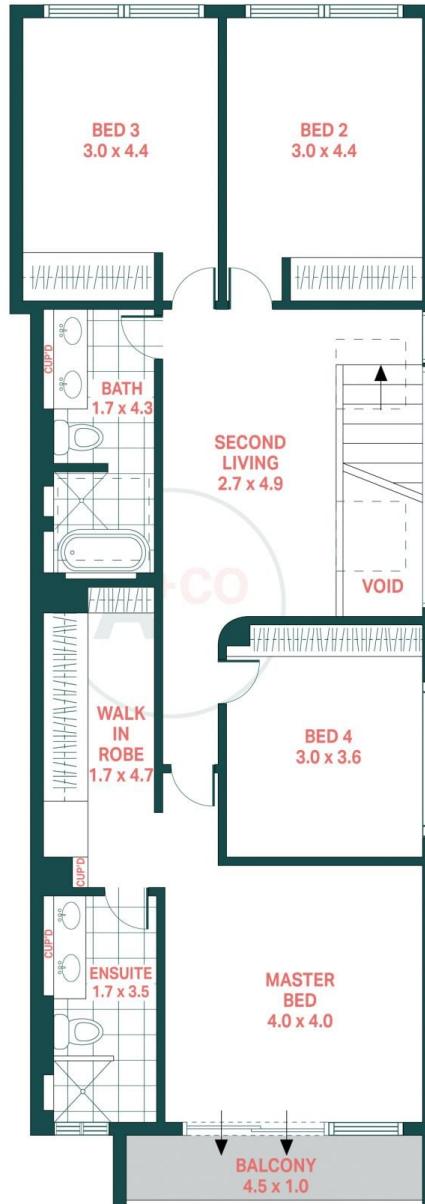 BED 3
3.0 x 4.4
BED 2
3.0 x 4.4
CUP'D
BATH
1.7 x 4.3
SECOND
LIVING
2.7 x 4.9
VOID
CO
WALK
IN
ROBE
1.7 x 4.7
BED 4
3.0 x 3.6
CUP'D
CUP'D
ENSUITE
1.7 x 3.5
MASTER
BED
4.0 x 4.0
BALCONY
4.5 x 1.0